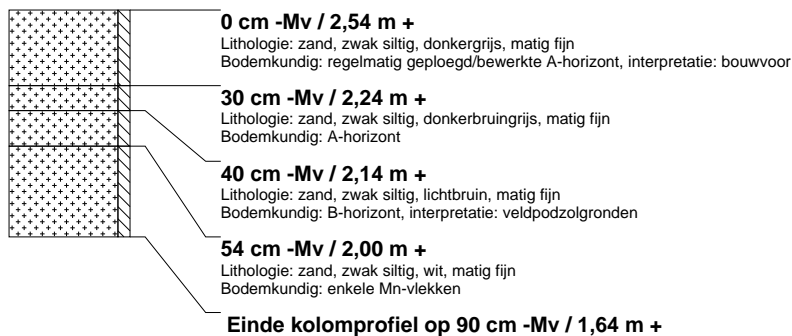 0 cm -Mv / 2,54 m +
Lithologie: zand, zwak siltig, donkergrijs, matig fijn
Bodemkundig: regelmatig geploegd/bewerkte A-horizont, interpretatie: bouwvoor
30 cm -Mv / 2,24 m +
Lithologie: zand, zwak siltig, donkerbruingrijs, matig fijn
Bodemkundig: A-horizont
40 cm -Mv / 2,14 m +
Lithologie: zand, zwak siltig, lichtbruin, matig fijn
Bodemkundig: B-horizont, interpretatie: veldpodzolgronden
54 cm -Mv / 2,00 m +
Lithologie: zand, zwak siltig, wit, matig fijn
Bodemkundig: enkele Mn-vlekken
Einde kolomprofiel op 90 cm -Mv / 1,64 m +